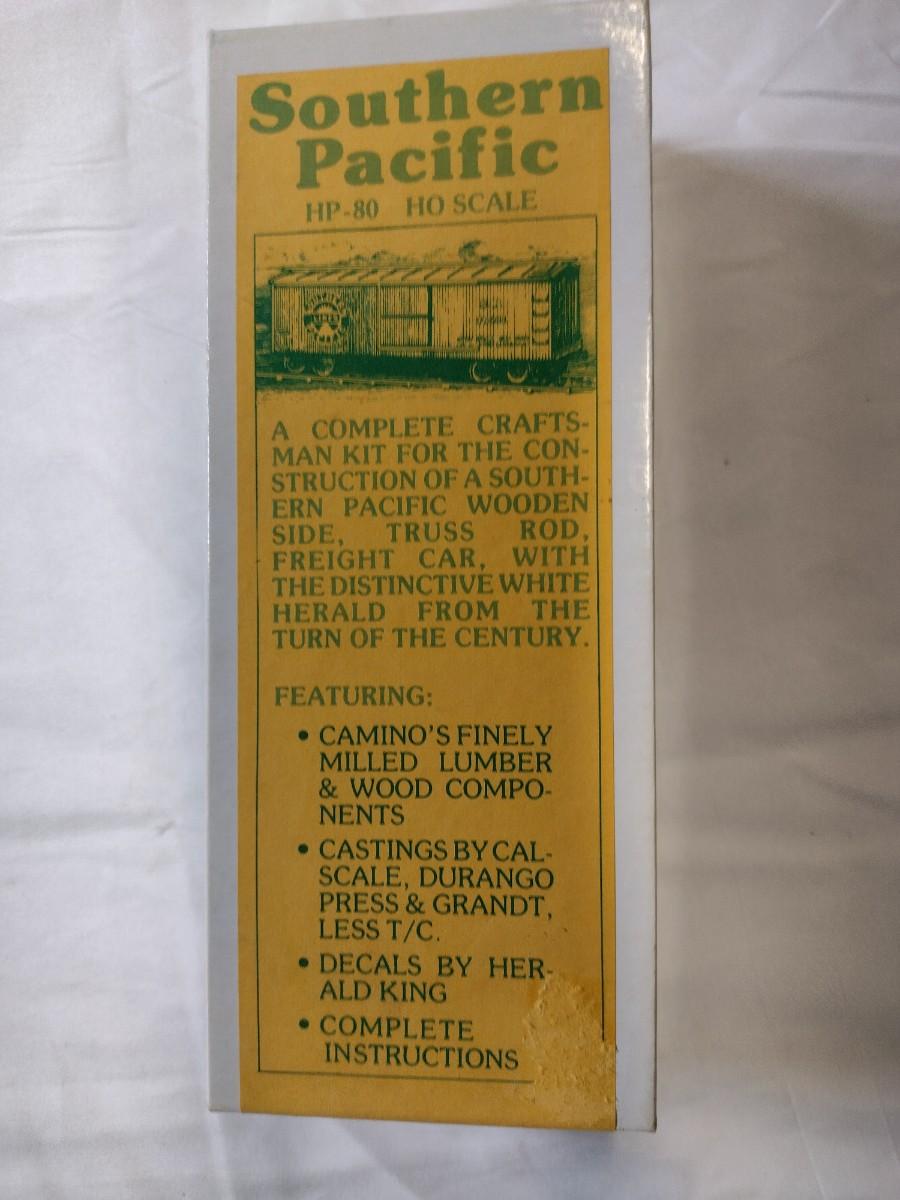 Southern
Pacific
HP-80 HO SCALE
LINES
A COMPLETE CRAFTS-
MAN KIT FOR THE CON-
STRUCTION OF A SOUTH-
ERN PACIFIC WOODEN
SIDE, TRUSS ROD,
FREIGHT CAR, WITH
THE DISTINCTIVE WHITE
HERALD FROM THE
TURN OF THE CENTURY.
FEATURING:
• CAMINO'S FINELY
MILLED LUMBER
& WOOD COMPO-
NENTS
• CASTINGS BY CAL-
SCALE, DURANGO
PRESS & GRANDT,
LESS T/C.
• DECALS BY HER-
ALD KING
• COMPLETE
INSTRUCTIONS